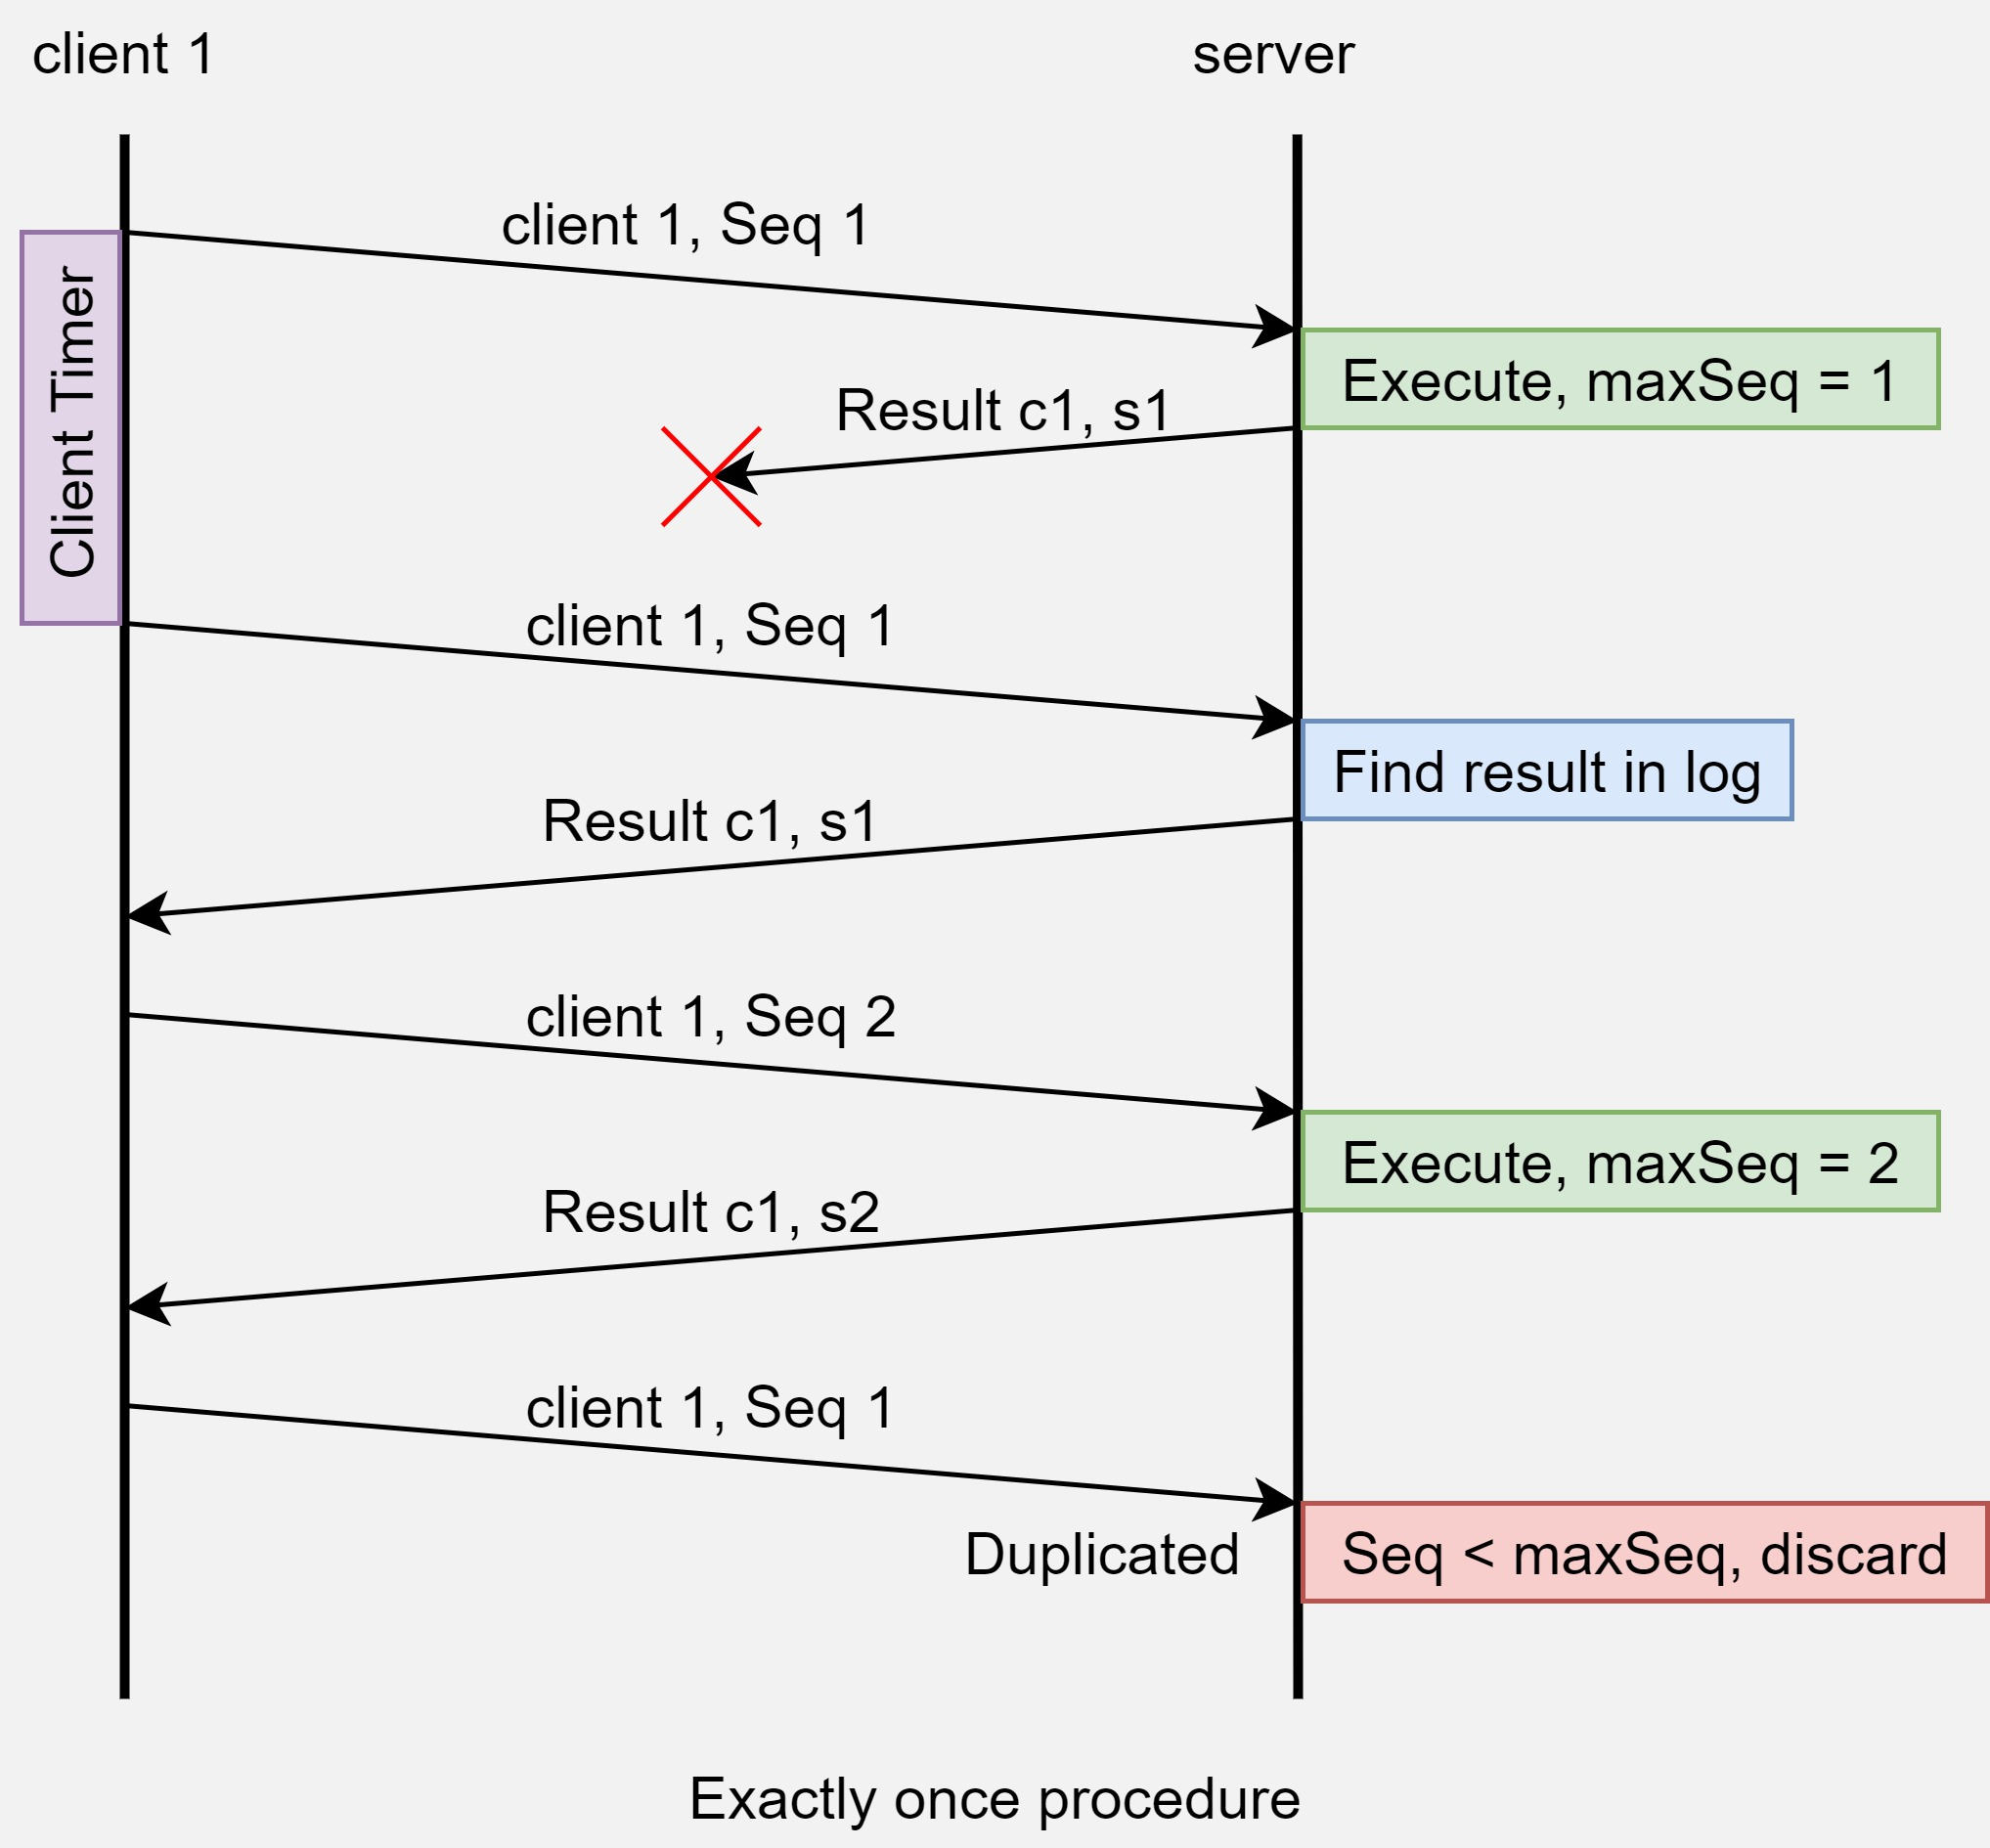 client 1
server
client 1, Seq 1
Client Timer
Execute, maxSeq = 1
Result c1, s1
client 1, Seq 1
Find result in log
Result c1, s1
client 1, Seq 2
Execute, maxSeq = 2
Result c1, s2
client 1, Seq 1
Duplicated
Seq < maxSeq, discard
Exactly once procedure